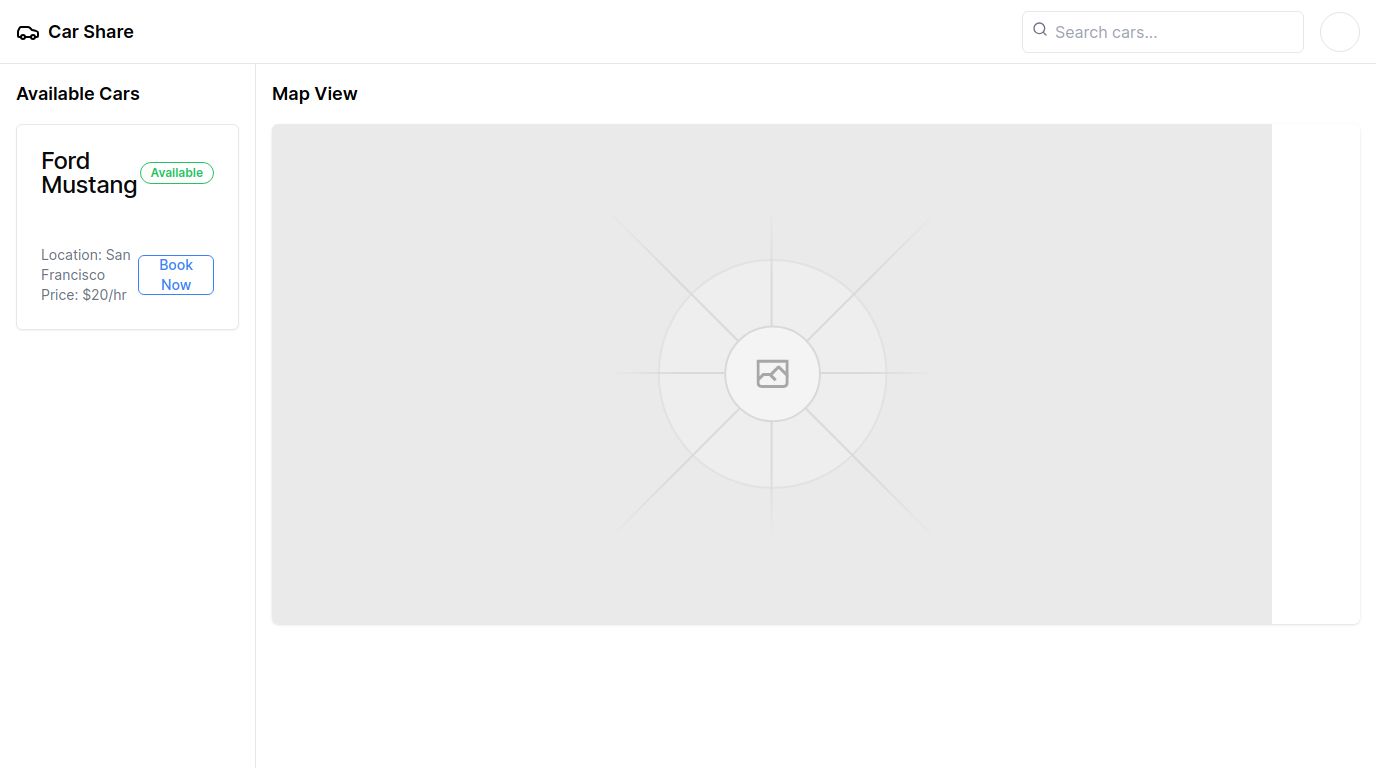 Car Share
Search cars...
Available Cars
Ford
Mustang
Available
Location: San
Francisco
Price: $20/hr
Book
Now
Map View